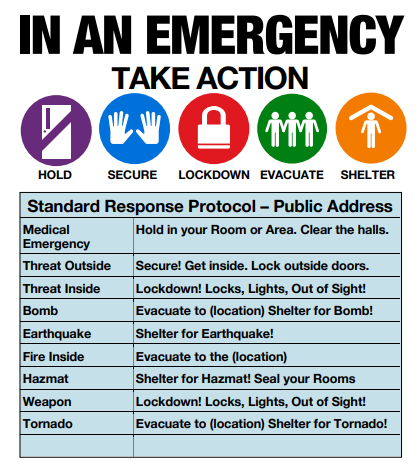 IN AN EMERGENCY
TAKE ACTION
HOLD SECURE LOCKDOWN EVACUATE SHELTER
Standard Response Protocol – Public Address
Medical Emergency Hold in your Room or Area. Clear the halls.
Threat Outside Secure! Get inside. Lock outside doors.
Threat Inside Lockdown! Locks, Lights, Out of Sight!
Bomb Evacuate to (location) Shelter for Bomb!
Earthquake Shelter for Earthquake!
Fire Inside Evacuate to the (location)
Hazmat Shelter for Hazmat! Seal your Rooms
Weapon Lockdown! Locks, Lights, Out of Sight!
Tornado Evacuate to (location) Shelter for Tornado!